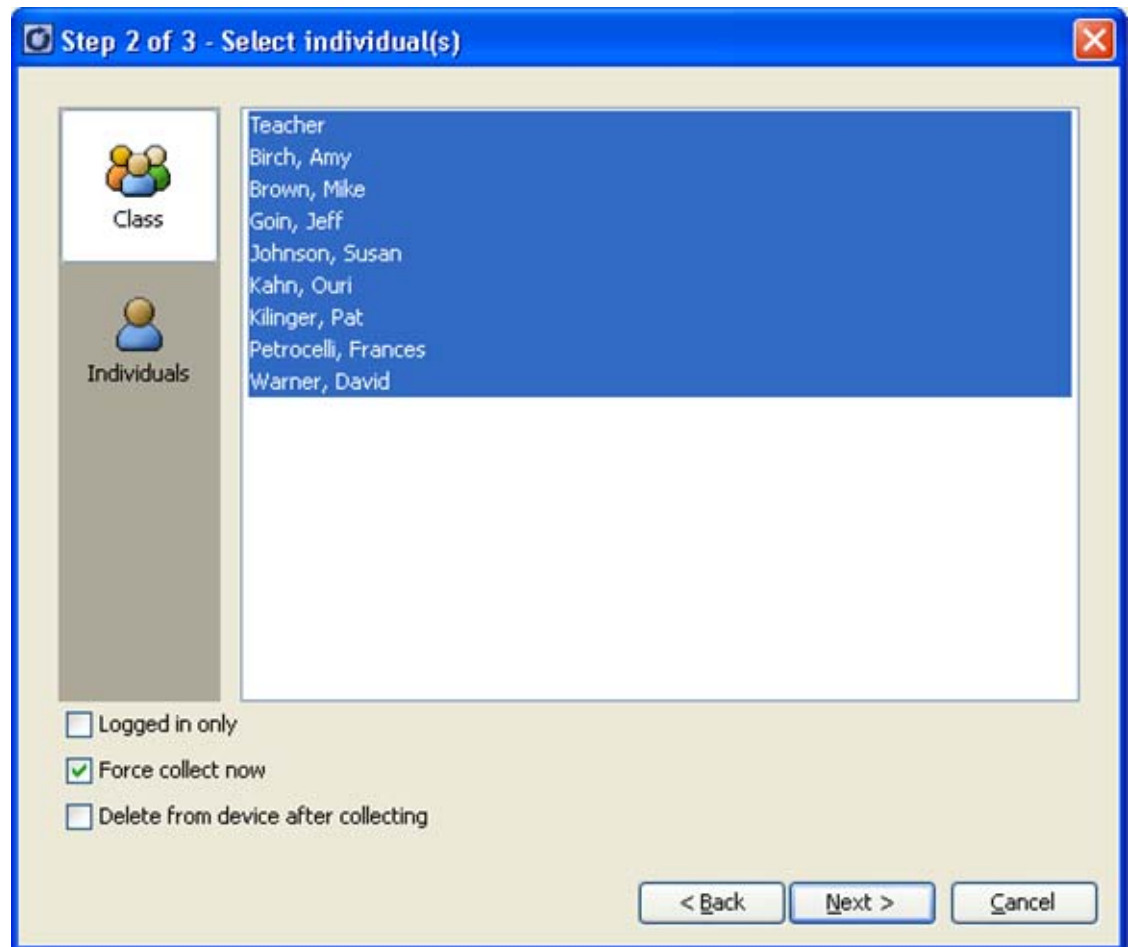 Step 2 of 3 - Select individual(s)
Class
Individuals
Teacher
Birch, Amy
Brown, Mike
Goin, Jeff
Johnson, Susan
Kahn, Ouri
Kilinger, Pat
Petrocelli, Frances
Warner, David
Logged in only
Force collect now
Delete from device after collecting
< Back Next > Cancel